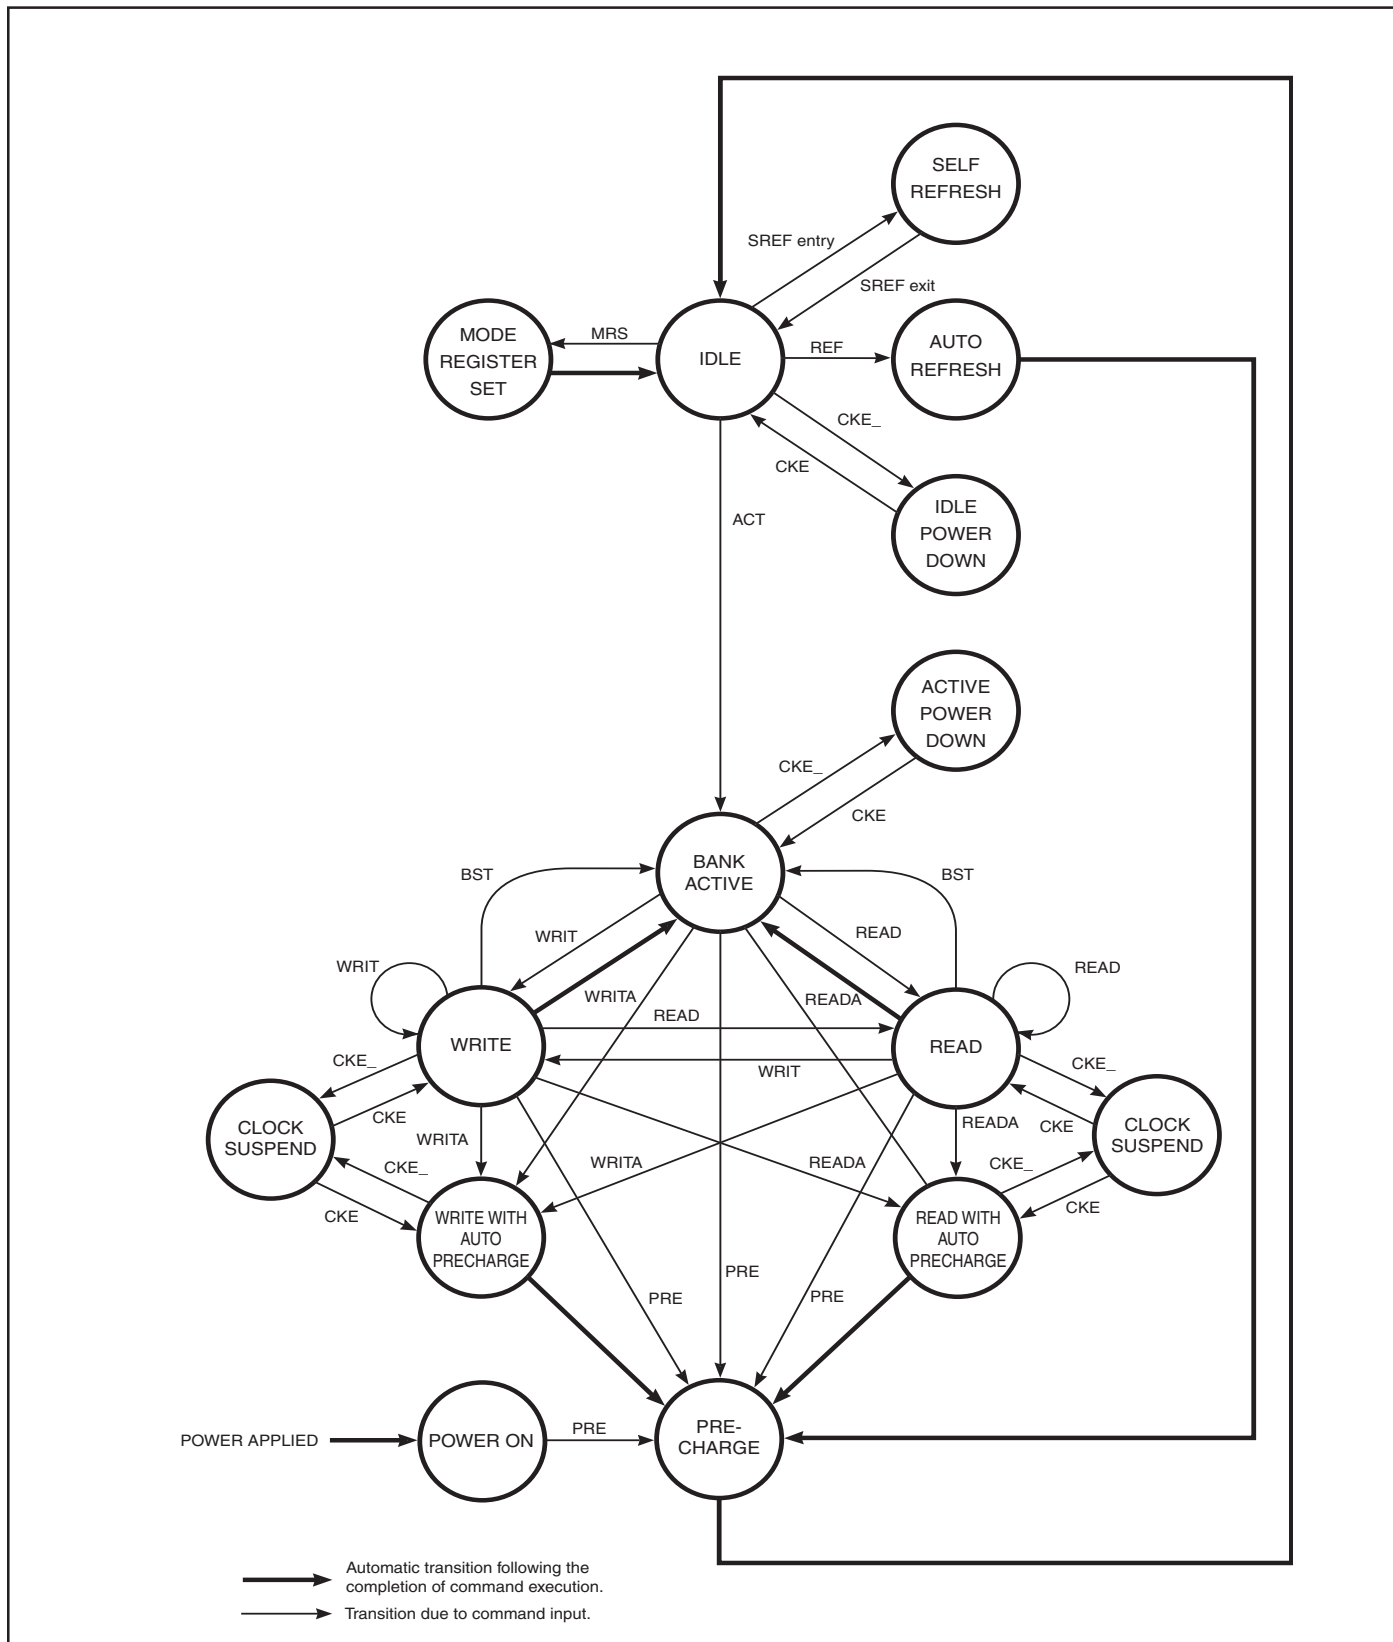 SELF
REFRESH
SREF entry
SREF exit
MODE
REGISTER
SET
MRS
IDLE
REF
AUTO
REFRESH
CKE_
CKE
IDLE
POWER
DOWN
ACT
ACTIVE
POWER
DOWN
CKE_
CKE
BANK
ACTIVE
BST
BST
WRIT
READ
WRIT
READ
WRITA
READA
READ
WRITE
READ
WRIT
CKE_
CKE_
CKE
CKE
CLOCK
SUSPEND
CLOCK
SUSPEND
WRITA
READA
CKE_
WRITA
READA
CKE_
CKE
CKE
WRITE WITH
AUTO
PRECHARGE
READ WITH
AUTO
PRECHARGE
PRE
PRE
PRE
POWER APPLIED
POWER ON
PRE
PRE-
CHARGE
Automatic transition following the
completion of command execution.
Transition due to command input.